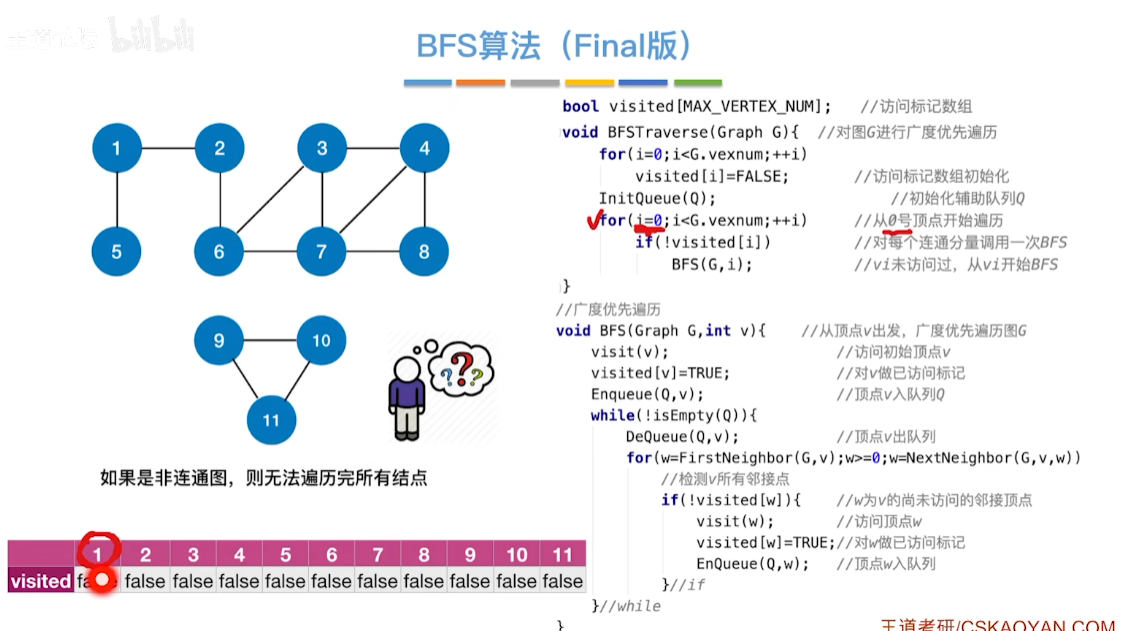 bilibili
BFS算法（Final版）
1
2
3
4
5
6
7
8
9
10
11
如果是非连通图，则无法遍历完所有结点
1 2 3 4 5 6 7 8 9 10 11
visited false false false false false false false false false false
bool visited[MAX_VERTEX_NUM]; //访问标记数组
void BFSTraverse(Graph G){ //对图G进行广度优先遍历
for(i=0;i<G.vexnum;++i)
visited[i]=FALSE; //访问标记数组初始化
InitQueue(Q); //初始化辅助队列Q
for(i=0;i<G.vexnum;++i) //从0号顶点开始遍历
if(!visited[i]) //对每个连通分量调用一次BFS
BFS(G,i); //vi未访问过，从vi开始BFS
}
//广度优先遍历
void BFS(Graph G,int v){ //从顶点v出发，广度优先遍历图G
visit(v); //访问初始顶点v
visited[v]=TRUE; //对v做已访问标记
Enqueue(Q,v); //顶点v入队列Q
while(!isEmpty(Q)){
DeQueue(Q,v); //顶点v出队列
for(w=FirstNeighbor(G,v);w>=0;w=NextNeighbor(G,v,w))
//检测v所有邻接点
if(!visited[w]){ //w为v的尚未访问的邻接顶点
visit(w); //访问顶点w
visited[w]=TRUE;//对w做已访问标记
EnQueue(Q,w); //顶点w入队列
}//if
}//while
}
王道考研/CSKAOYAN.COM